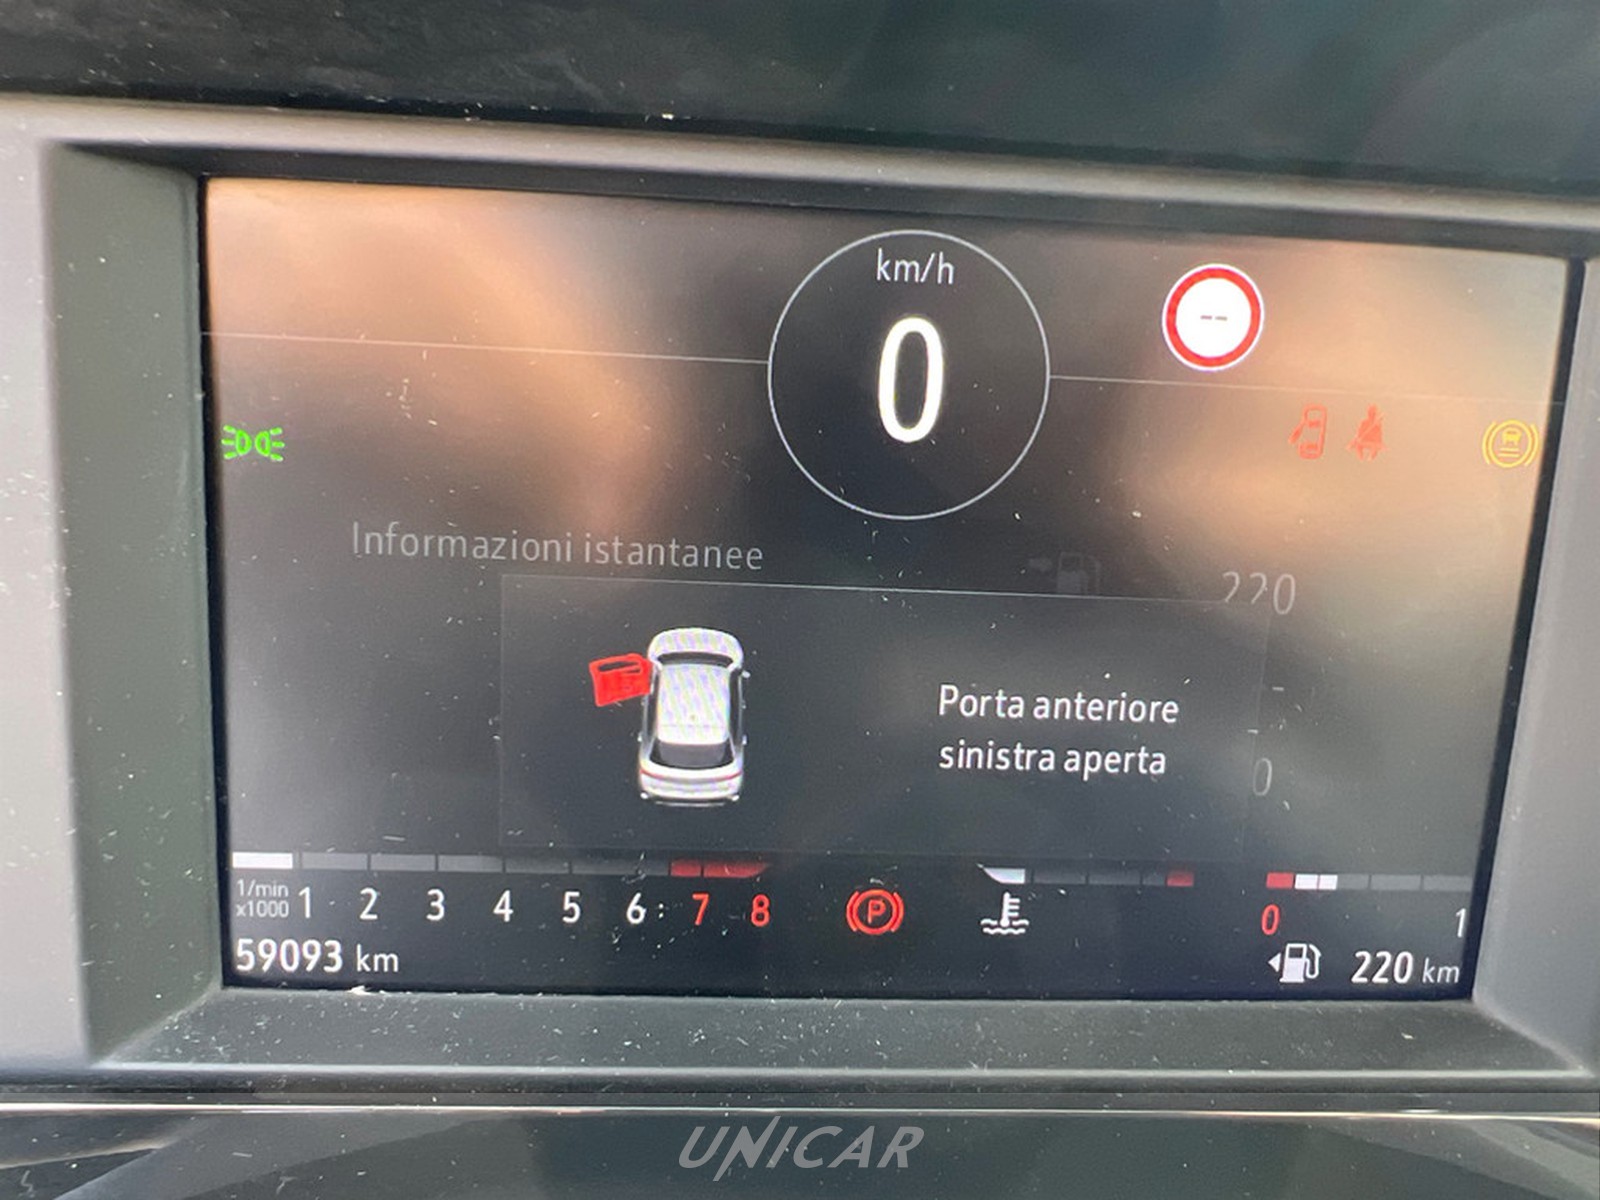 km/h
0
--
Informazioni istantanee
220
Porta anteriore
sinistra aperta
0
1/min
x1000
1 2 3 4 5 6 7 8
P
0 1
59093 km
220 km
UNICAR